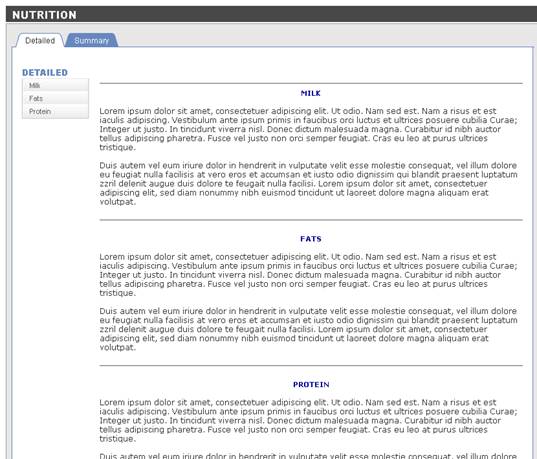 NUTRITION
Detailed
Summary
DETAILED
Milk
Fats
Protein
MILK
Lorem ipsum dolor sit amet, consectetuer adipiscing elit. Ut odio. Nam sed est. Nam a risus et est
iaculis adipiscing. Vestibulum ante ipsum primis in faucibus orci luctus et ultrices posuere cubilia Curae;
Integer ut justo. In tincidunt viverra nisl. Donec dictum malesuada magna. Curabitur id nibh auctor
tellus adipiscing pharetra. Fusce vel justo non orci semper feugiat. Cras eu leo at purus ultrices
tristique.
Duis autem vel eum iriure dolor in hendrerit in vulputate velit esse molestie consequat, vel illum dolore
eu feugiat nulla facilisis at vero eros et accumsan et iusto odio dignissim qui blandit praesent luptatum
zzril delenit augue duis dolore te feugait nulla facilisi. Lorem ipsum dolor sit amet, consectetuer
adipiscing elit, sed diam nonummy nibh euismod tincidunt ut laoreet dolore magna aliquam erat
volutpat.
FATS
Lorem ipsum dolor sit amet, consectetuer adipiscing elit. Ut odio. Nam sed est. Nam a risus et est
iaculis adipiscing. Vestibulum ante ipsum primis in faucibus orci luctus et ultrices posuere cubilia Curae;
Integer ut justo. In tincidunt viverra nisl. Donec dictum malesuada magna. Curabitur id nibh auctor
tellus adipiscing pharetra. Fusce vel justo non orci semper feugiat. Cras eu leo at purus ultrices
tristique.
Duis autem vel eum iriure dolor in hendrerit in vulputate velit esse molestie consequat, vel illum dolore
eu feugiat nulla facilisis at vero eros et accumsan et iusto odio dignissim qui blandit praesent luptatum
zzril delenit augue duis dolore te feugait nulla facilisi. Lorem ipsum dolor sit amet, consectetuer
adipiscing elit, sed diam nonummy nibh euismod tincidunt ut laoreet dolore magna aliquam erat
volutpat.
PROTEIN
Lorem ipsum dolor sit amet, consectetuer adipiscing elit. Ut odio. Nam sed est. Nam a risus et est
iaculis adipiscing. Vestibulum ante ipsum primis in faucibus orci luctus et ultrices posuere cubilia Curae;
Integer ut justo. In tincidunt viverra nisl. Donec dictum malesuada magna. Curabitur id nibh auctor
tellus adipiscing pharetra. Fusce vel justo non orci semper feugiat. Cras eu leo at purus ultrices
tristique.
Duis autem vel eum iriure dolor in hendrerit in vulputate velit esse molestie consequat, vel illum dolore